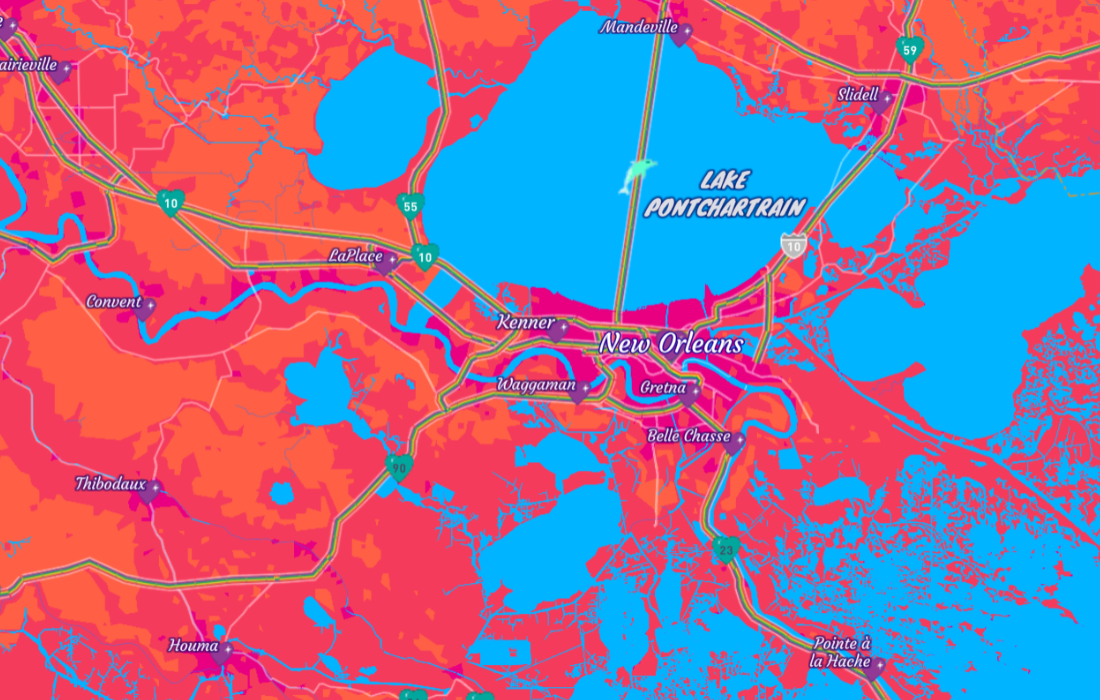 Mandeville
airieville
59
Slidell
LAKE
PONTCHARTRAIN
10
55
10
10
LaPlace
Convent
Kenner
New Orleans
Waggaman
Gretna
Belle Chasse
90
Thibodaux
23
Houma
Pointe à
la Hache